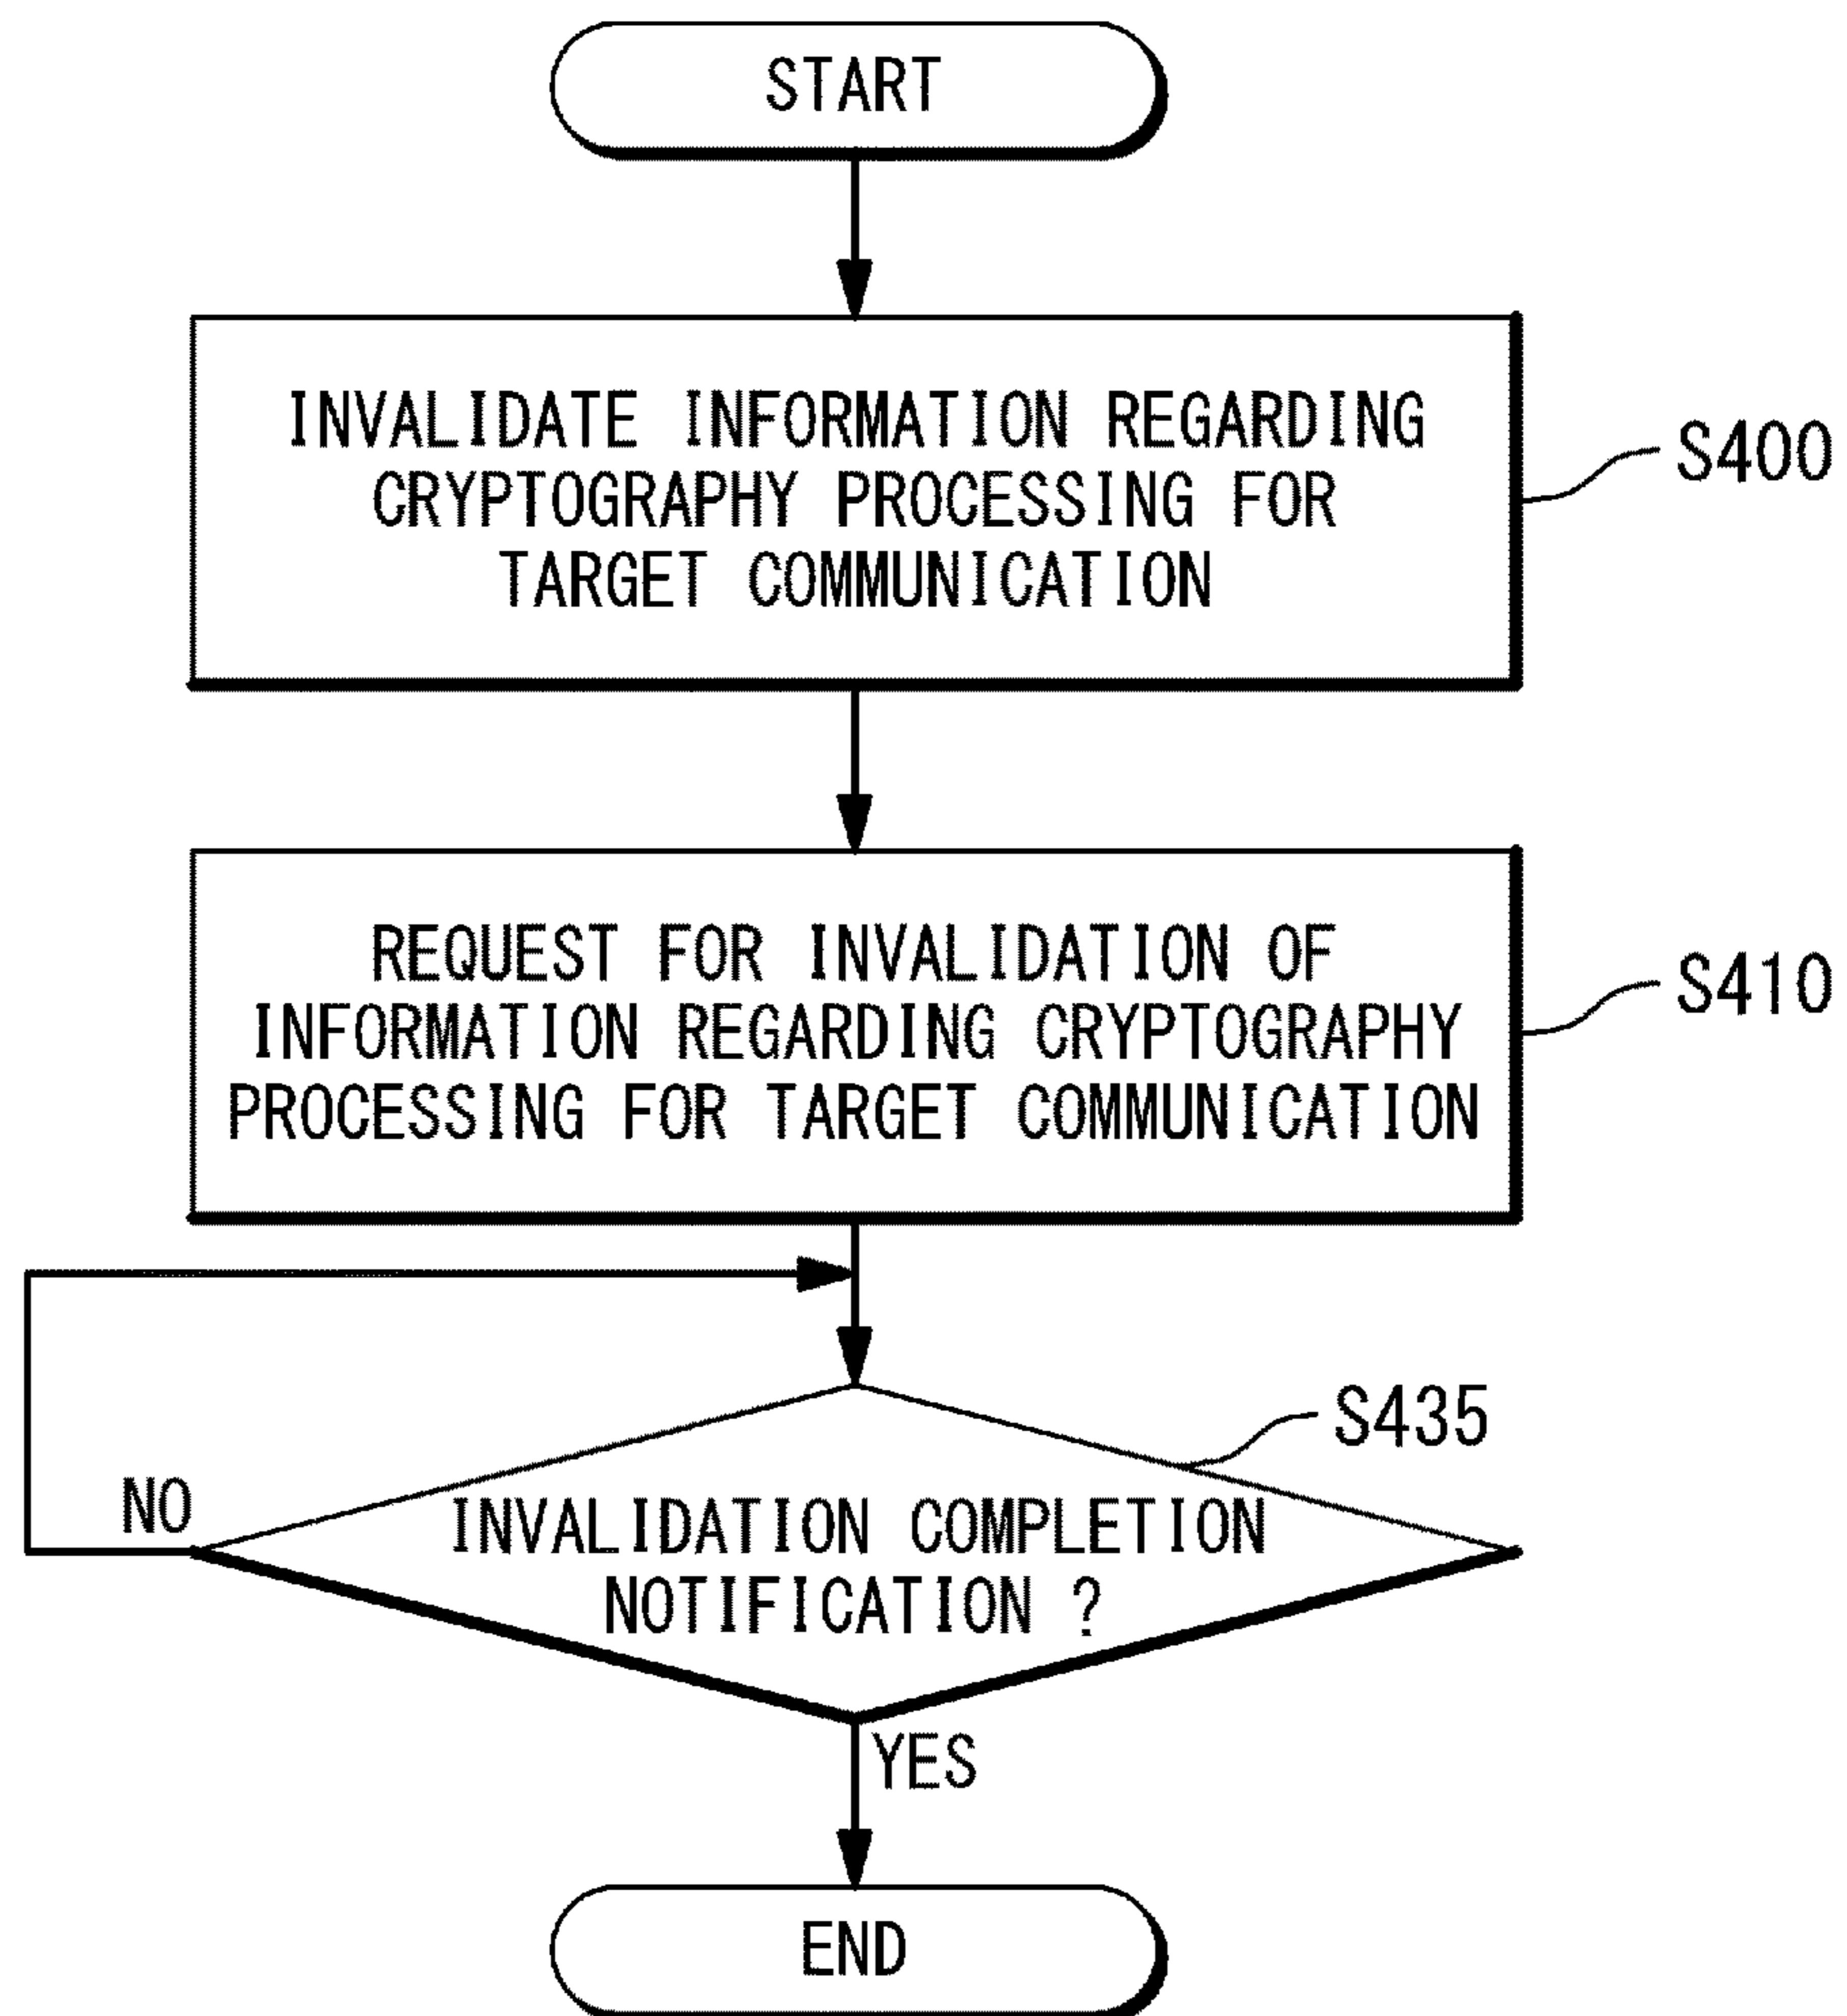 START
INVALIDATE INFORMATION REGARDING
CRYPTOGRAPHY PROCESSING FOR
TARGET COMMUNICATION
S400
REQUEST FOR INVALIDATION OF
INFORMATION REGARDING CRYPTOGRAPHY
PROCESSING FOR TARGET COMMUNICATION
S410
S435
NO
INVALIDATION COMPLETION
NOTIFICATION ?
YES
END